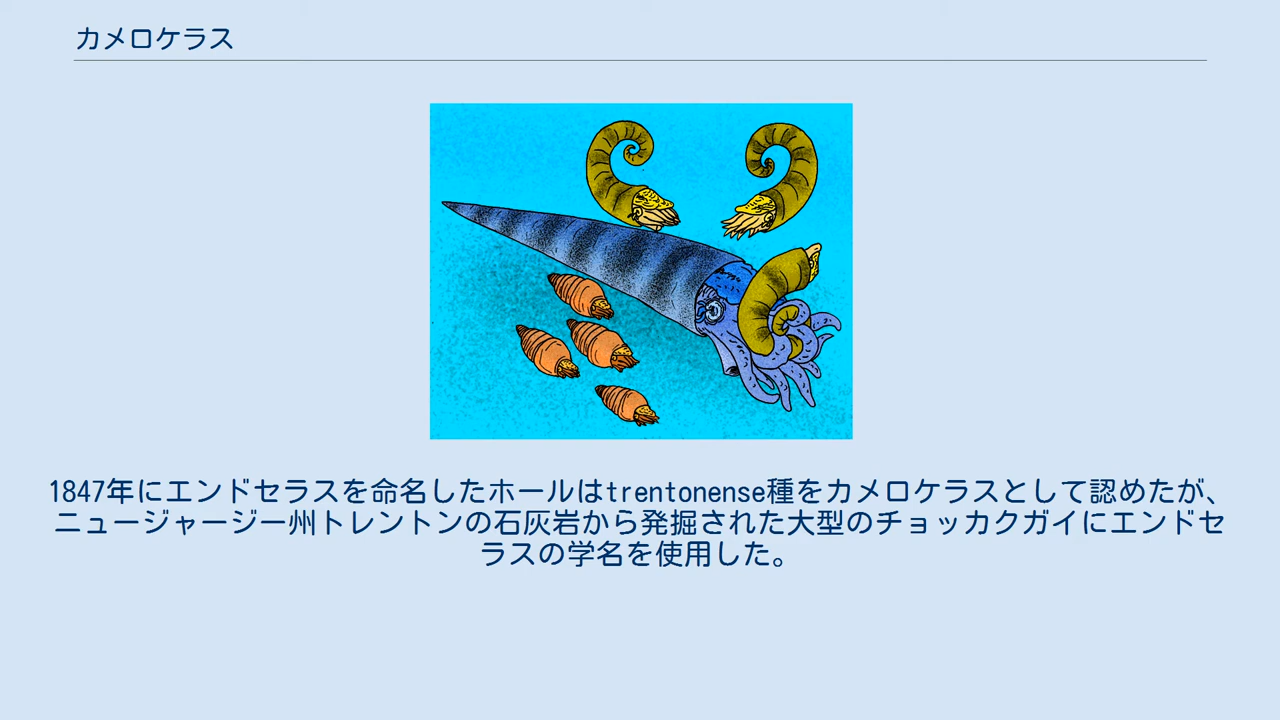 カメロケラス
1847年にエンドセラスを命名したホールはtrentonense種をカメロケラスとして認めたが、
ニュージャージー州トレントンの石灰岩から発掘された大型のチョッカクガイにエンドセ
ラスの学名を使用した。